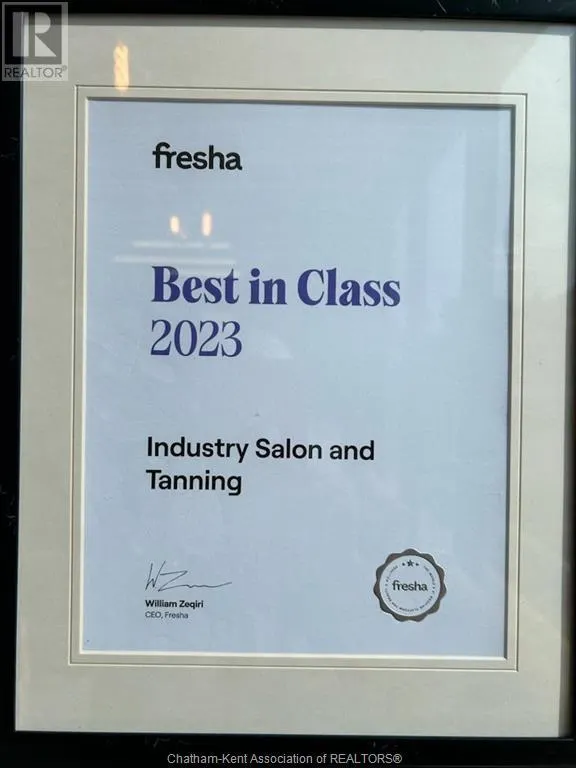 REALTOR®
fresha
Best in Class
2023
Industry Salon and
Tanning
William Zeqiri
CEO, Fresha
fresha
Chatham-Kent Association of REALTORS®